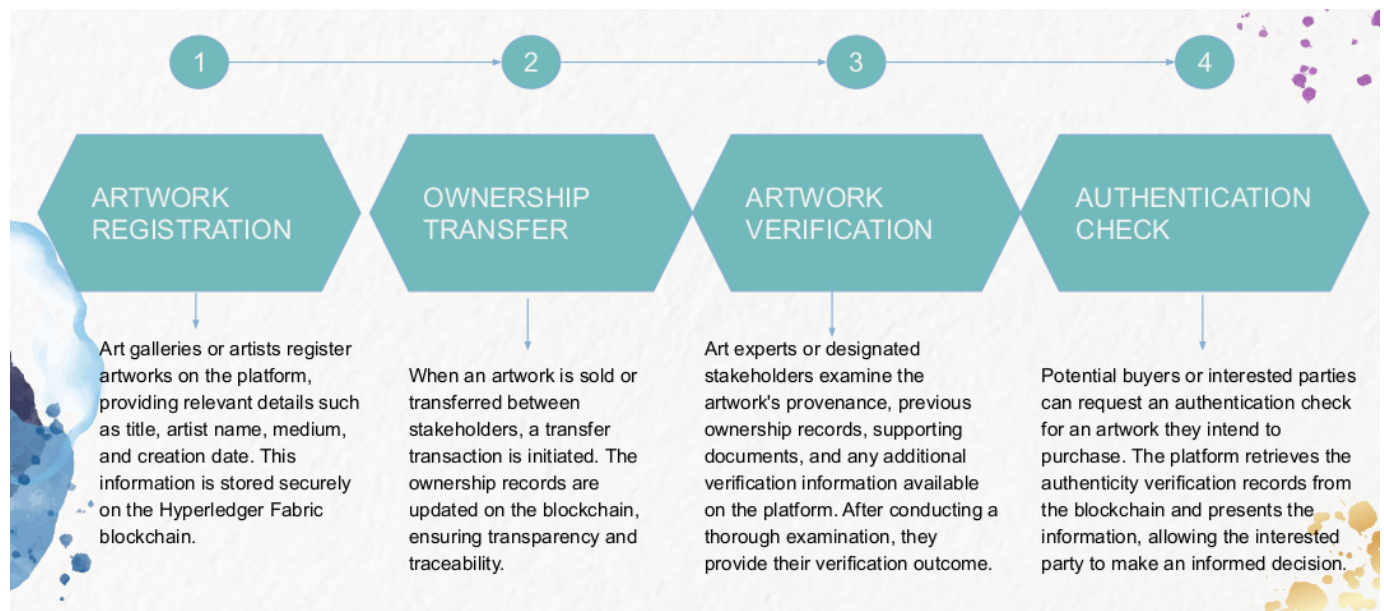 1
2
3
4
ARTWORK
REGISTRATION
OWNERSHIP
TRANSFER
ARTWORK
VERIFICATION
AUTHENTICATION
CHECK
Art galleries or artists register
artworks on the platform,
providing relevant details such
as title, artist name, medium,
and creation date. This
information is stored securely
on the Hyperledger Fabric
blockchain.
When an artwork is sold or
transferred between
stakeholders, a transfer
transaction is initiated. The
ownership records are
updated on the blockchain,
ensuring transparency and
traceability.
Art experts or designated
stakeholders examine the
artwork's provenance, previous
ownership records, supporting
documents, and any additional
verification information available
on the platform. After conducting a
thorough examination, they
provide their verification outcome.
Potential buyers or interested parties
can request an authentication check
for an artwork they intend to
purchase. The platform retrieves the
authenticity verification records from
the blockchain and presents the
information, allowing the interested
party to make an informed decision.